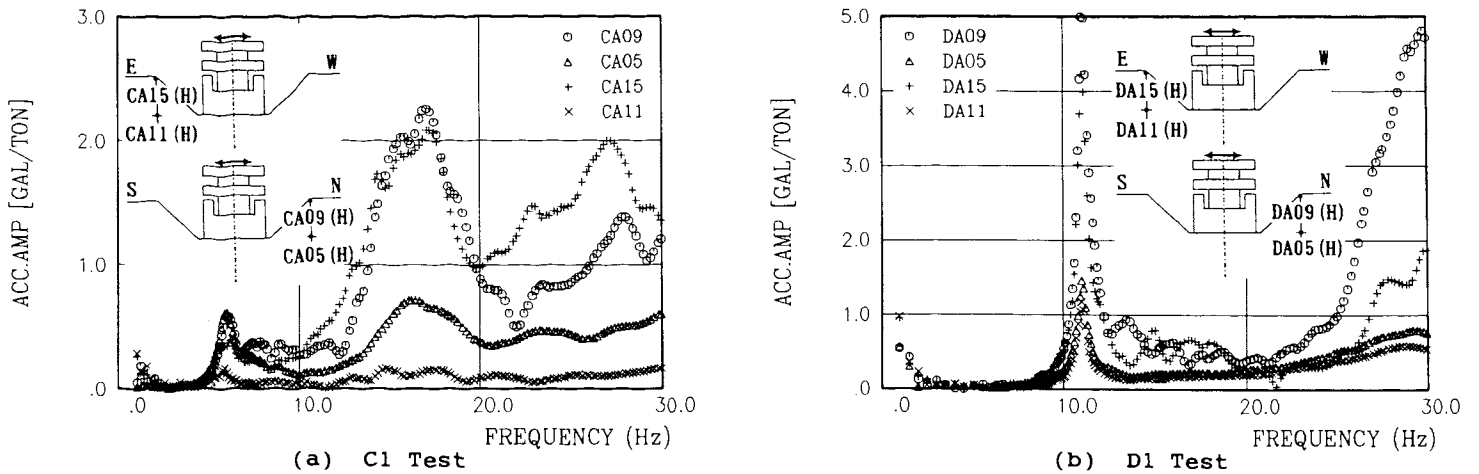 3.0
2.0
1.0
.0
.0
10.0
20.0
30.0
ACC.AMP [GAL/TON]
FREQUENCY (Hz)
CA09
CA05
CA15
CA11
E
W
CA15(H)
CA11(H)
S
N
CA09(H)
CA05(H)
(a) C1 Test
5.0
4.0
3.0
2.0
1.0
.0
.0
10.0
20.0
30.0
ACC.AMP [GAL/TON]
FREQUENCY (Hz)
DA09
DA05
DA15
DA11
E
W
DA15(H)
DA11(H)
S
N
DA09(H)
DA05(H)
(b) D1 Test